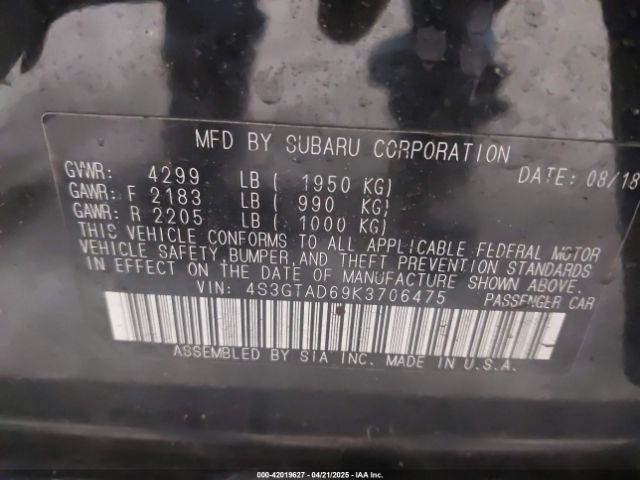 MFD BY SUBARU CORPORATION
GVWR: 4299 LB ( 1950 KG) DATE: 08/18
GAWR: F 2183 LB ( 990 KG)
GAWR: R 2205 LB ( 1000 KG)
THIS VEHICLE CONFORMS TO ALL APPLICABLE FEDERAL MOTOR
VEHICLE SAFETY, BUMPER, AND THEFT PREVENTION STANDARDS
IN EFFECT ON THE DATE OF MANUFACTURE SHOWN ABOVE.
VIN: 4S3GTAD69K3706475 PASSENGER CAR
ASSEMBLED BY SIA INC. MADE IN U.S.A.
000-42019627 - 04/21/2025 - IAAI.COM